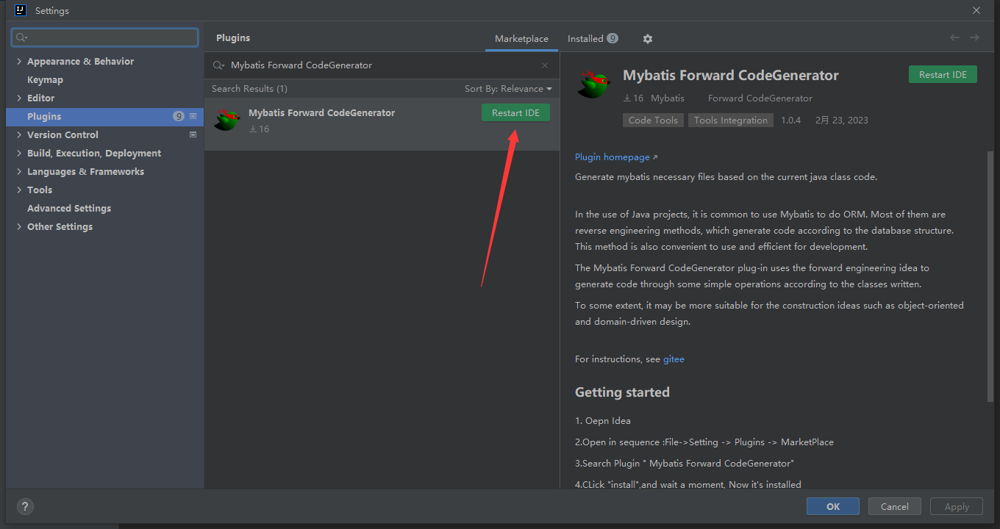 IJ
Settings
Appearance & Behavior
Keymap
Editor
Plugins
9
Version Control
Build, Execution, Deployment
Languages & Frameworks
Tools
Advanced Settings
Other Settings
?
Plugins
Marketplace
Installed 9
Mybatis Forward CodeGenerator
Search Results (1)
Sort By: Relevance
Mybatis Forward CodeGenerator
16
Restart IDE
Mybatis Forward CodeGenerator
Restart IDE
16 Mybatis Forward CodeGenerator
Code Tools Tools Integration 1.0.4 2月 23, 2023
Plugin homepage
Generate mybatis necessary files based on the current java class code.
In the use of Java projects, it is common to use Mybatis to do ORM. Most of them are
reverse engineering methods, which generate code according to the database structure.
This method is also convenient to use and efficient for development.
The Mybatis Forward CodeGenerator plug-in uses the forward engineering idea to
generate code through some simple operations according to the classes written.
To some extent, it may be more suitable for the construction ideas such as object-oriented
and domain-driven design.
For instructions, see gitee
Getting started
1. Oepn Idea
2.Open in sequence :File->Setting -> Plugins -> MarketPlace
3.Search Plugin " Mybatis Forward CodeGenerator"
4.CLick "install",and wait a moment, Now it's installed
OK
Cancel
Apply